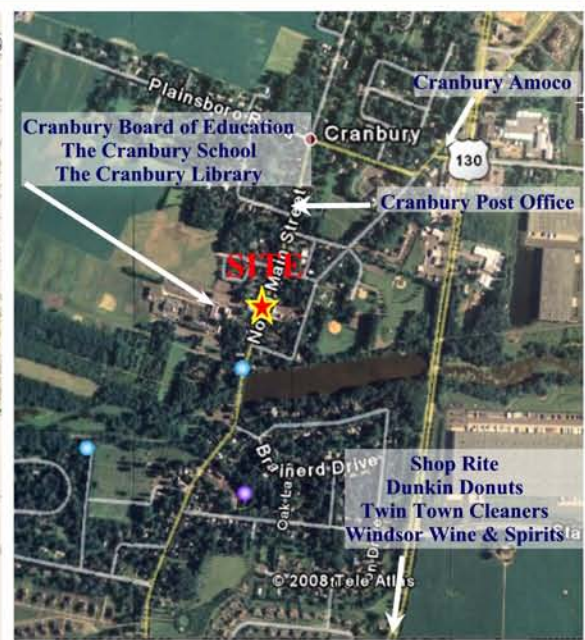 Plainsboro R
Cranbury Amoco
Cranbury Board of Education
The Cranbury School
The Cranbury Library
Cranbury
130
Cranbury Post Office
SITE
North Main Street
Brainerd Drive
Oak La
Shop Rite
Dunkin Donuts
Twin Town Cleaners
Windsor Wine & Spirits
© 2008 Tele Atlas